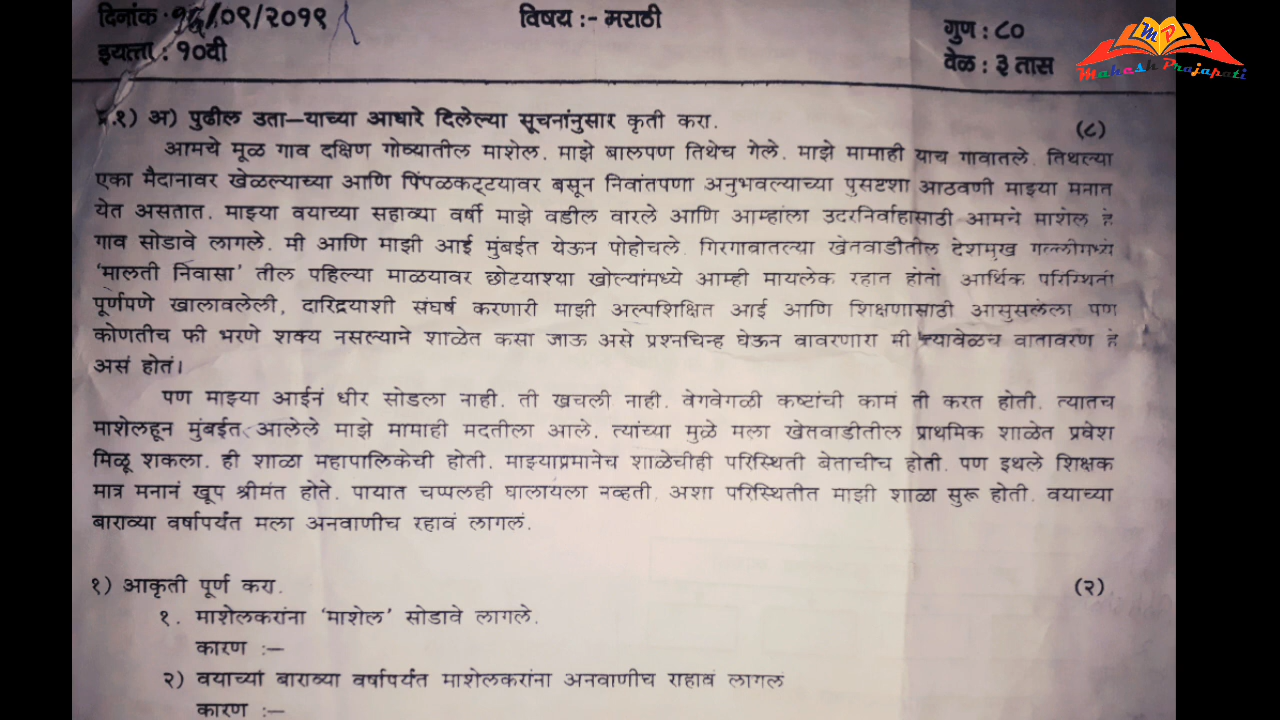 दिनांक : /०९/२०१९
विषय :- मराठी
गुण : ८०
इयत्ता : १०वी
वेळ : ३ तास
MP
Mahesh Prajapati
प्र.१) अ) पुढील उता–याच्या आधारे दिलेल्या सूचनांनुसार कृती करा.
(८)
आमचे मूळ गाव दक्षिण गोव्यातील माशेल. माझे बालपण तिथेच गेले. माझे मामाही याच गावातले. तिथल्या
एका मैदानावर खेळल्याच्या आणि पिंपळकट्टयावर बसून निवांतपणा अनुभवल्याच्या पुसटशा आठवणी माझ्या मनात
येत असतात. माझ्या वयाच्या सहाव्या वर्षी माझे वडील वारले आणि आम्हांला उदरनिर्वाहासाठी आमचे माशेल हे
गाव सोडावे लागले. मी आणि माझी आई मुंबईत येऊन पोहोचले. गिरगावातल्या खेतवाडीतील देशमुख गल्लीमध्ये
'मालती निवासा' तील पहिल्या माळयावर छोटयाश्या खोल्यांमध्ये आम्ही मायलेक रहात होतो आर्थिक परिस्थिती
पूर्णपणे खालावलेली, दारिद्रयाशी संघर्ष करणारी माझी अल्पशिक्षित आई आणि शिक्षणासाठी आसुसलेला पण
कोणतीच फी भरणे शक्य नसल्याने शाळेत कसा जाऊ असे प्रश्नचिन्ह घेऊन वावरणारा मी त्यावेळच वातावरण हे
असं होतं।
पण माझ्या आईनं धीर सोडला नाही. ती खचली नाही. वेगवेगळी कष्टांची कामं ती करत होती. त्यातच
माशेलहून मुंबईत आलेले माझे मामाही मदतीला आले. त्यांच्या मुळे मला खेतवाडीतील प्राथमिक शाळेत प्रवेश
मिळू शकला. ही शाळा महापालिकेची होती. माझ्याप्रमानेच शाळेचीही परिस्थिती बेताचीच होती. पण इथले शिक्षक
मात्र मनानं खूप श्रीमंत होते. पायात चप्पलही घालायला नव्हती. अशा परिस्थितीत माझी शाळा सुरू होती. वयाच्या
बाराव्या वर्षापर्यंत मला अनवाणीच रहावं लागलं.
१) आकृती पूर्ण करा.
(२)
१. माशेलकरांना 'माशेल' सोडावे लागले.
कारण :–
२) वयाच्यां बाराव्या वर्षापर्यंत माशेलकरांना अनवाणीच राहावं लागलं
कारण :–